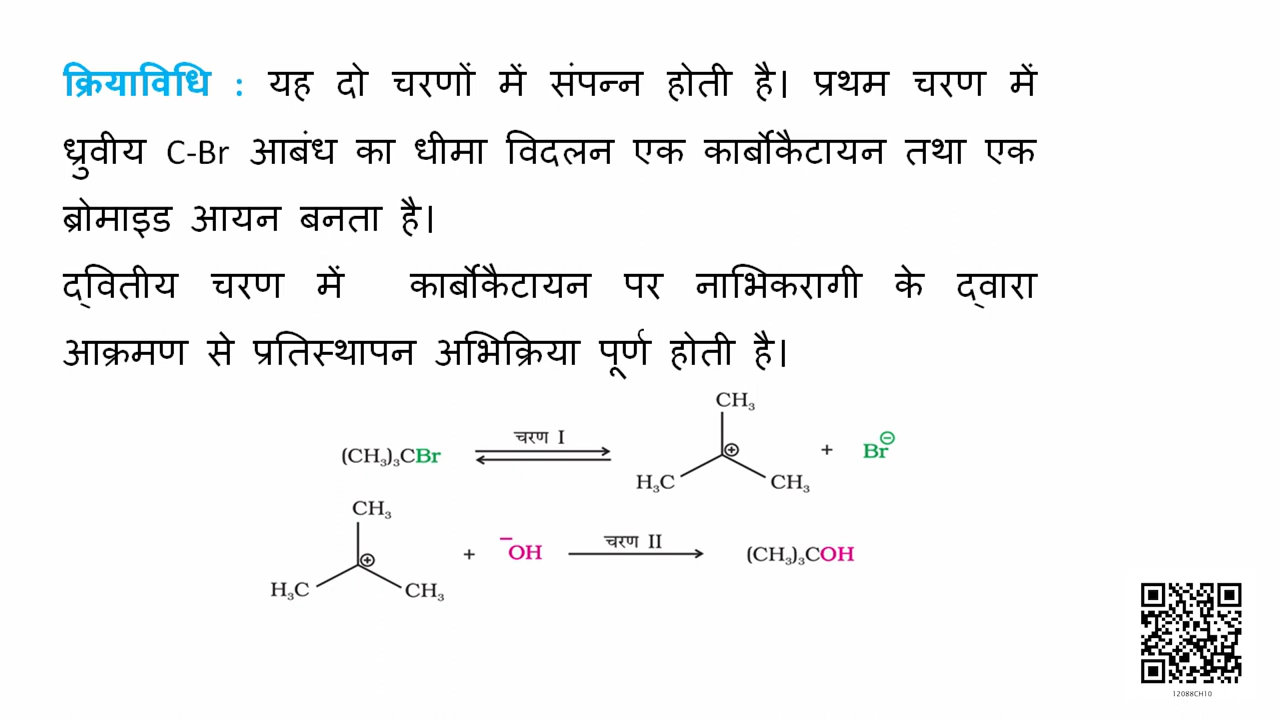 क्रियाविधि : यह दो चरणों में संपन्न होती है। प्रथम चरण में
ध्रुवीय C-Br आबंध का धीमा विदलन एक कार्बोकैटायन तथा एक
ब्रोमाइड आयन बनता है।
द्वितीय चरण में कार्बोकैटायन पर नाभिकरागी के द्वारा
आक्रमण से प्रतिस्थापन अभिक्रिया पूर्ण होती है।
CH₃
चरण I
(CH₃)₃CBr
⊕ + Br⊖
H₃C CH₃
CH₃
चरण II
⊕ + ‾OH (CH₃)₃COH
H₃C CH₃
12088CH10